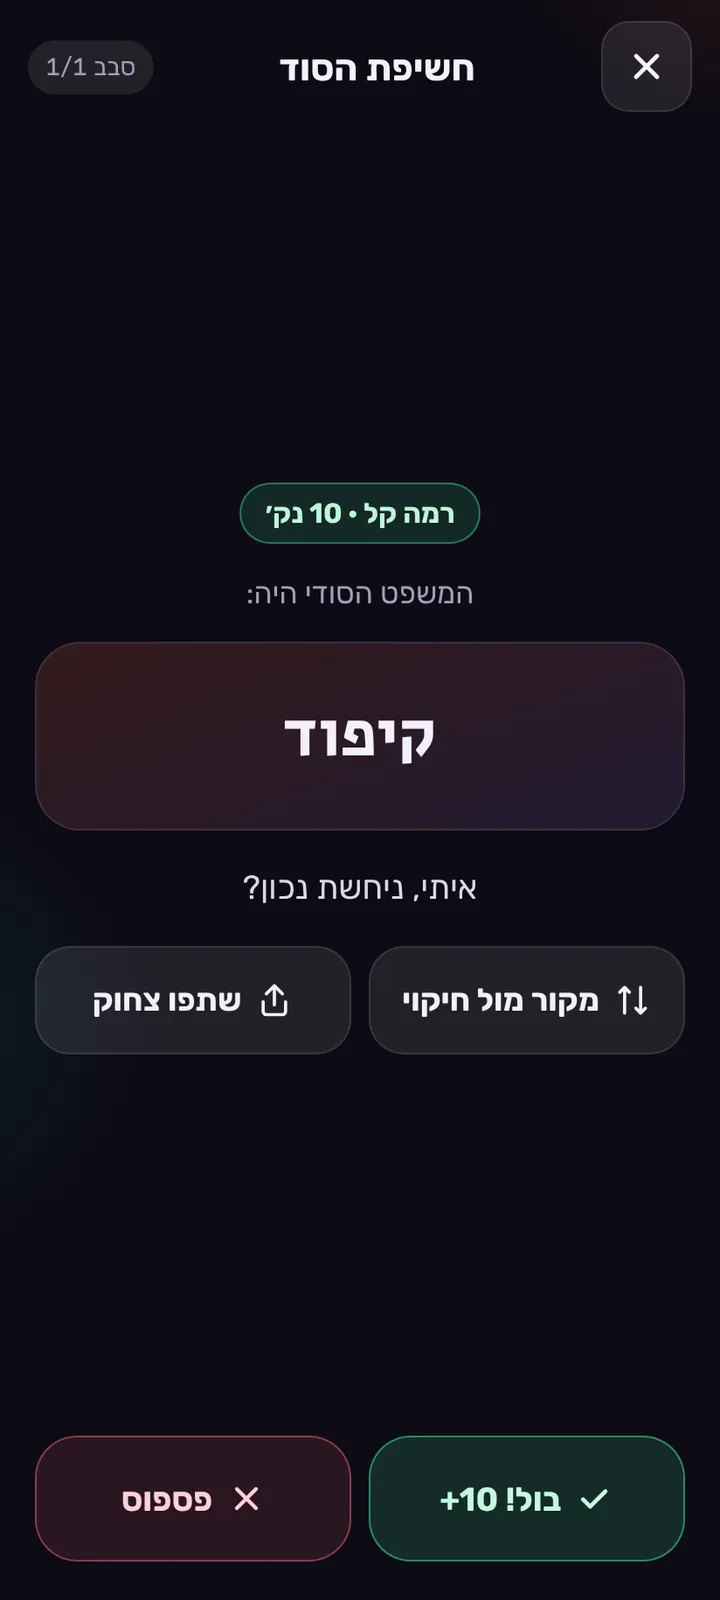 חשיפת הסוד
סבב 1/1
רמה קל • 10 נק׳
המשפט הסודי היה:
קיפוד
איתי, ניחשת נכון?
מקור מול חיקוי
שתפו צחוק
בול! 10+
פספוס